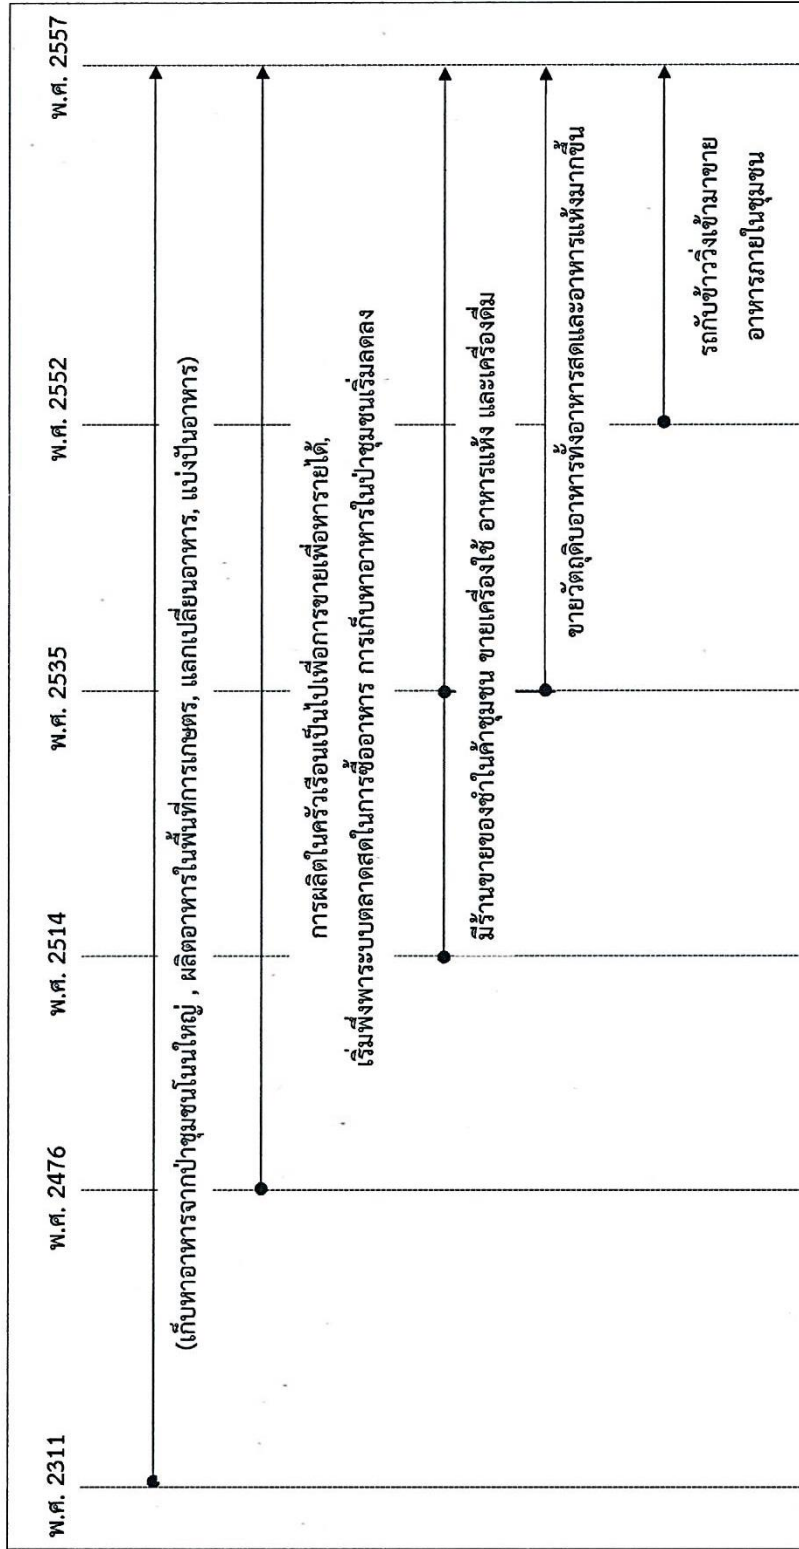 พ.ศ. 2311
พ.ศ. 2476
พ.ศ. 2514
พ.ศ. 2535
พ.ศ. 2552
พ.ศ. 2557
(เก็บหาอาหารจากป่าชุมชนโนนใหญ่ , ผลิตอาหารในพื้นที่การเกษตร, แลกเปลี่ยนอาหาร, แบ่งปันอาหาร)
การผลิตในครัวเรือนเป็นไปเพื่อการขายเพื่อหารายได้,
เริ่มพึ่งพาระบบตลาดสดในการซื้ออาหาร การเก็บหาอาหารในป่าชุมชนเริ่มลดลง
มีร้านขายของชำในค้าชุมชน ขายเครื่องใช้ อาหารแห้ง และเครื่องดื่ม
ขายวัตถุดิบอาหารทั้งอาหารสดและอาหารแห้งมากขึ้น
รถกับข้าววิ่งเข้ามาขาย
อาหารภายในชุมชน